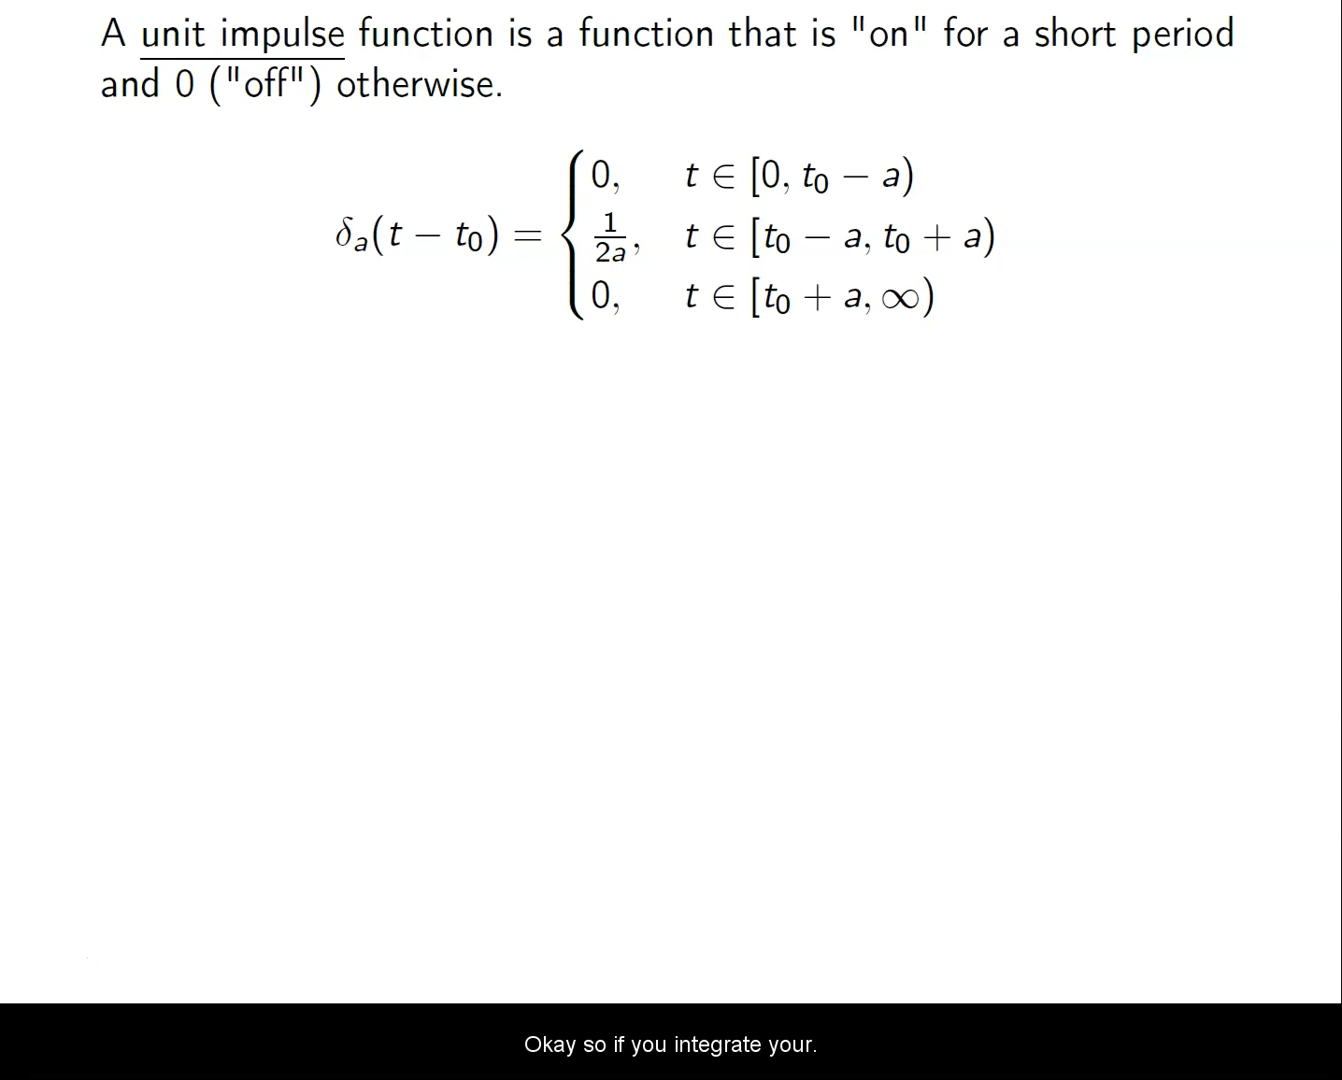 A unit impulse function is a function that is "on" for a short period
and 0 ("off") otherwise.
δₐ(t − t₀) = { 0, t ∈ [0, t₀ − a)
1/2a, t ∈ [t₀ − a, t₀ + a)
0, t ∈ [t₀ + a, ∞)
Okay so if you integrate your.